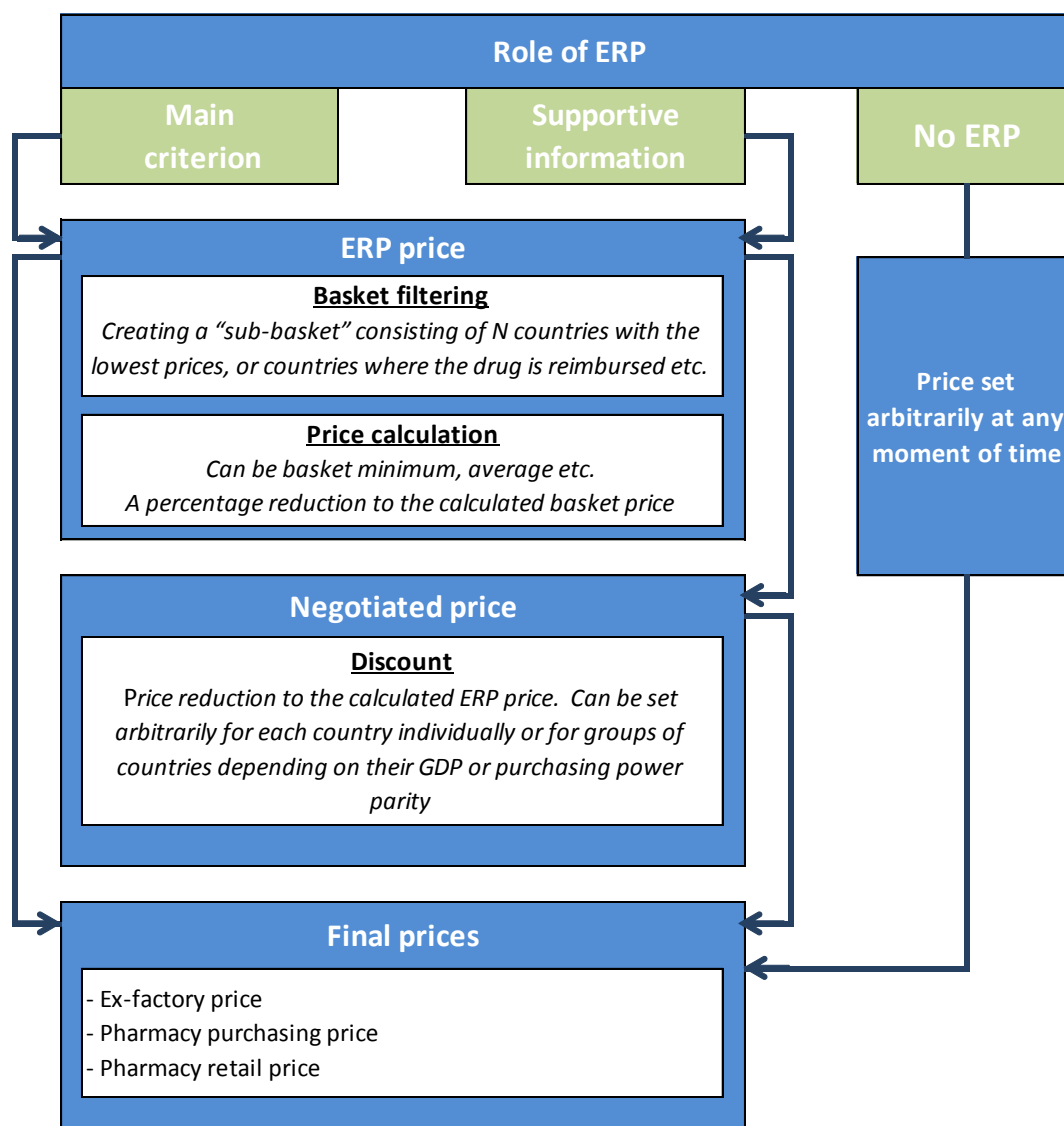 Role of ERP
Main
criterion
Supportive
information
No ERP
ERP price
Basket filtering
Creating a “sub-basket” consisting of N countries with the
lowest prices, or countries where the drug is reimbursed etc.
Price calculation
Can be basket minimum, average etc.
A percentage reduction to the calculated basket price
Price set
arbitrarily at any
moment of time
Negotiated price
Discount
Price reduction to the calculated ERP price.  Can be set
arbitrarily for each country individually or for groups of
countries depending on their GDP or purchasing power
parity
Final prices
- Ex-factory price
- Pharmacy purchasing price
- Pharmacy retail price